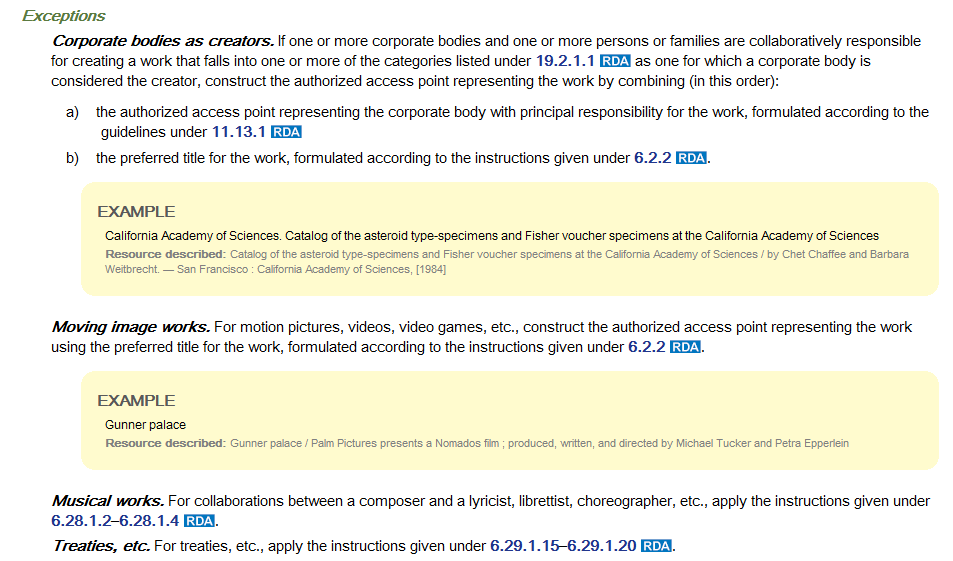 Exceptions
Corporate bodies as creators. If one or more corporate bodies and one or more persons or families are collaboratively responsible
for creating a work that falls into one or more of the categories listed under 19.2.1.1 RDA as one for which a corporate body is
considered the creator, construct the authorized access point representing the work by combining (in this order):
a) the authorized access point representing the corporate body with principal responsibility for the work, formulated according to the
guidelines under 11.13.1 RDA
b) the preferred title for the work, formulated according to the instructions given under 6.2.2 RDA.
EXAMPLE
California Academy of Sciences. Catalog of the asteroid type-specimens and Fisher voucher specimens at the California Academy of Sciences
Resource described: Catalog of the asteroid type-specimens and Fisher voucher specimens at the California Academy of Sciences / by Chet Chaffee and Barbara
Weitbrecht. — San Francisco : California Academy of Sciences, [1984]
Moving image works. For motion pictures, videos, video games, etc., construct the authorized access point representing the work
using the preferred title for the work, formulated according to the instructions given under 6.2.2 RDA.
EXAMPLE
Gunner palace
Resource described: Gunner palace / Palm Pictures presents a Nomados film ; produced, written, and directed by Michael Tucker and Petra Epperlein
Musical works. For collaborations between a composer and a lyricist, librettist, choreographer, etc., apply the instructions given under
6.28.1.2–6.28.1.4 RDA.
Treaties, etc. For treaties, etc., apply the instructions given under 6.29.1.15–6.29.1.20 RDA.